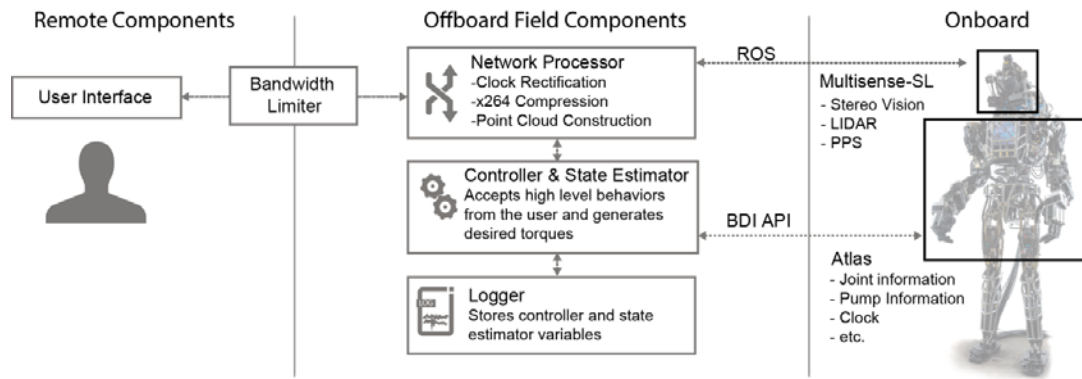 Remote Components
Offboard Field Components
Onboard
User Interface
Bandwidth
Limiter
Network Processor
-Clock Rectification
-x264 Compression
-Point Cloud Construction
ROS
Multisense-SL
- Stereo Vision
- LIDAR
- PPS
Controller & State Estimator
Accepts high level behaviors
from the user and generates
desired torques
BDI API
Atlas
- Joint information
- Pump Information
- Clock
- etc.
Logger
Stores controller and state
estimator variables